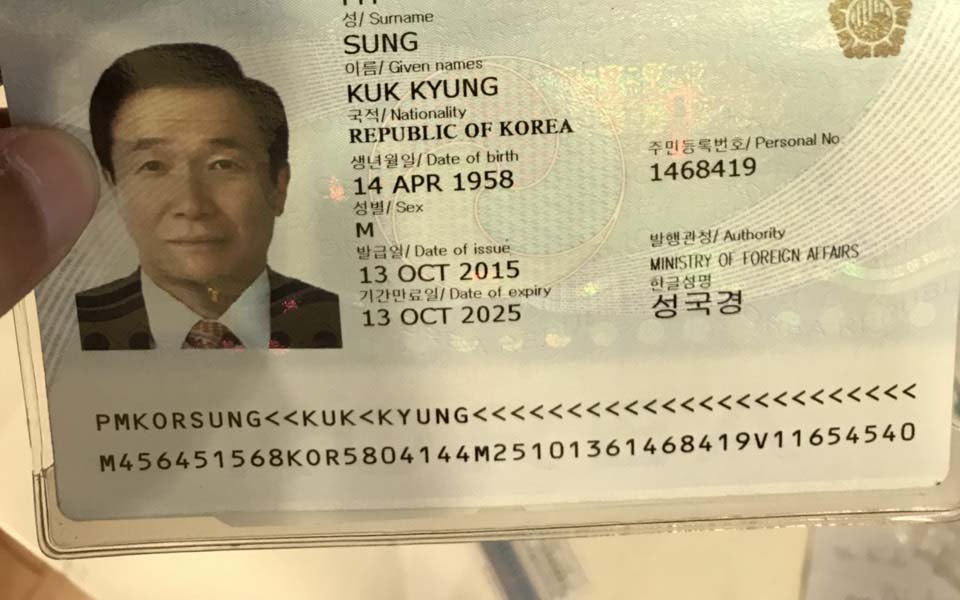 성/ Surname
SUNG
이름/ Given names
KUK KYUNG
국적/ Nationality
REPUBLIC OF KOREA
생년월일/ Date of birth
14 APR 1958
성별/ Sex
M
발급일/ Date of issue
13 OCT 2015
기간만료일/ Date of expiry
13 OCT 2025
주민등록번호/ Personal No
1468419
발행관청/ Authority
MINISTRY OF FOREIGN AFFAIRS
한글성명
성국경
PMKORSUNG<<KUK<KYUNG<<<<<<<<<<<<<<<<<<<<<<<<
M456451568KOR5804144M25101361468419V11654540